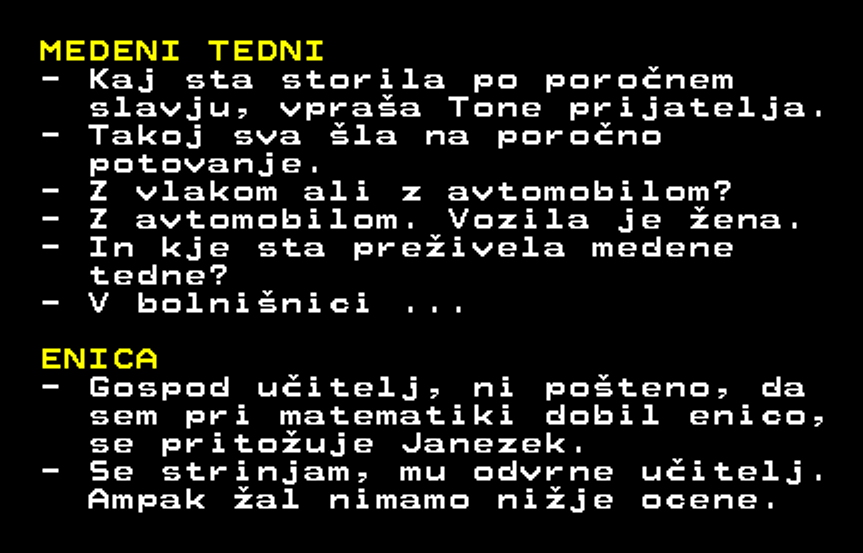 MEDENI TEDNI
- Kaj sta storila po poročnem
slavju, vpraša Tone prijatelja.
- Takoj sva šla na poročno
potovanje.
- Z vlakom ali z avtomobilom?
- Z avtomobilom. Vozila je žena.
- In kje sta preživela medene
tedne?
- V bolnišnici ...
ENICA
- Gospod učitelj, ni pošteno, da
sem pri matematiki dobil enico,
se pritožuje Janezek.
- Se strinjam, mu odvrne učitelj.
Ampak žal nimamo nižje ocene.